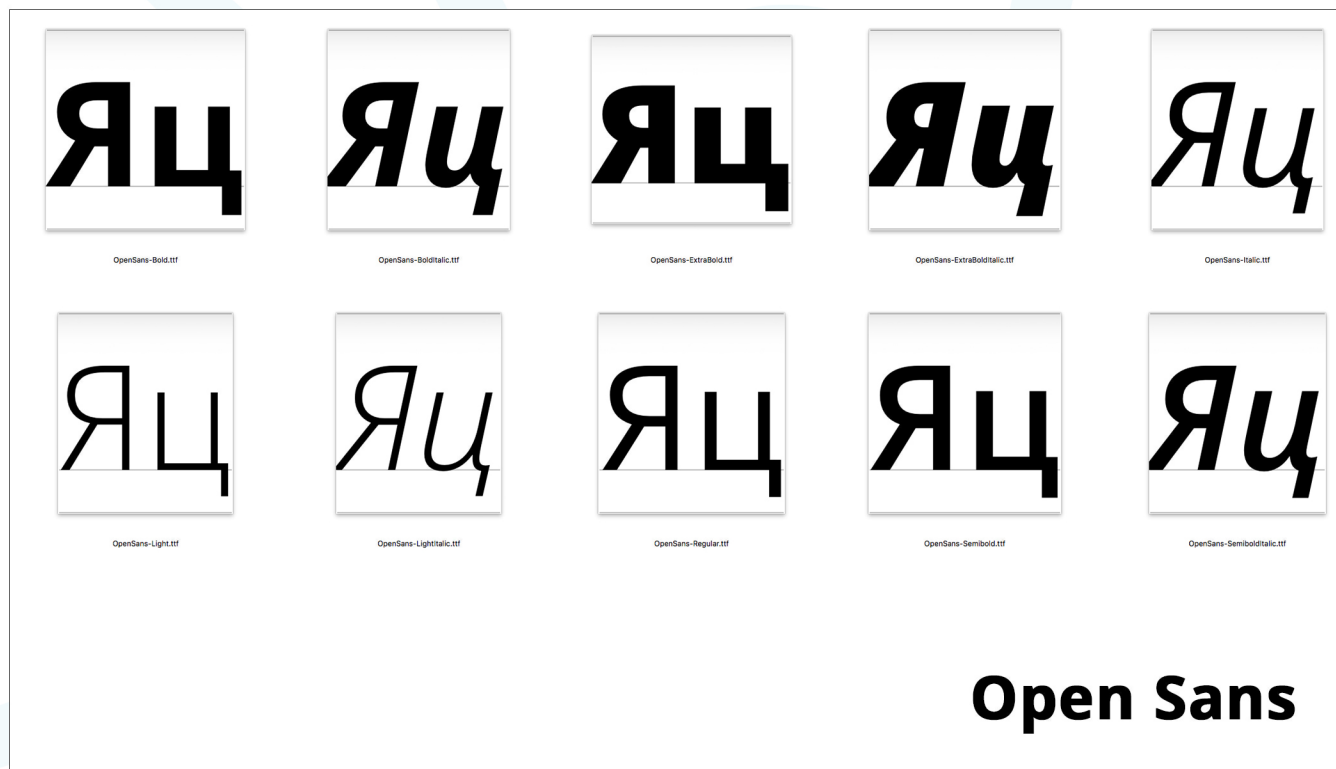 Яц Яц Яц Яц Яц
OpenSans-Bold.ttf OpenSans-BoldItalic.ttf OpenSans-ExtraBold.ttf OpenSans-ExtraBoldItalic.ttf OpenSans-Italic.ttf
Яц Яц Яц Яц Яц
OpenSans-Light.ttf OpenSans-LightItalic.ttf OpenSans-Regular.ttf OpenSans-Semibold.ttf OpenSans-SemiboldItalic.ttf
Open Sans